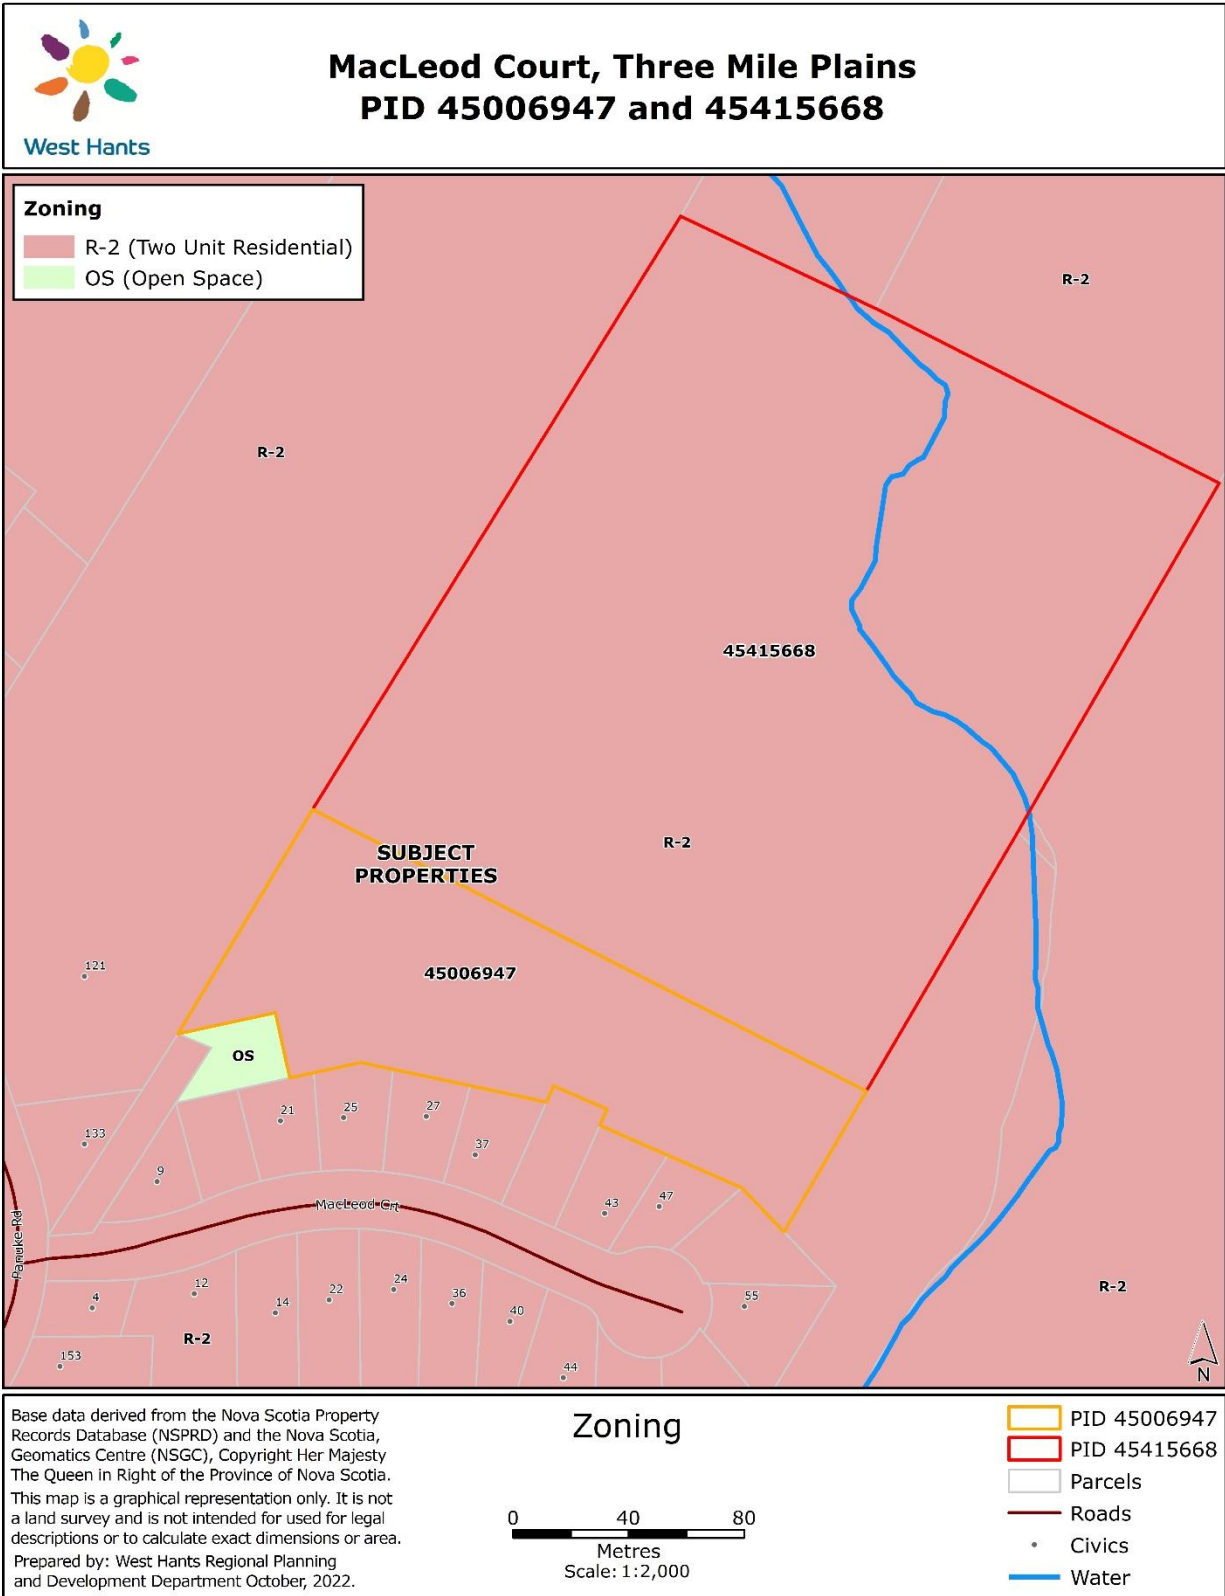 West Hants
MacLeod Court, Three Mile Plains
PID 45006947 and 45415668
Zoning
R-2 (Two Unit Residential)
OS (Open Space)
R-2
R-2
45415668
R-2
SUBJECT
PROPERTIES
45006947
121
OS
21
25
27
37
133
9
43
47
MacLeod Crt
Panuke Rd
4
12
14
22
24
36
40
55
R-2
R-2
153
44
N
Base data derived from the Nova Scotia Property
Records Database (NSPRD) and the Nova Scotia,
Geomatics Centre (NSGC), Copyright Her Majesty
The Queen in Right of the Province of Nova Scotia.
This map is a graphical representation only. It is not
a land survey and is not intended for used for legal
descriptions or to calculate exact dimensions or area.
Prepared by: West Hants Regional Planning
and Development Department October, 2022.
Zoning
0 40 80
Metres
Scale: 1:2,000
PID 45006947
PID 45415668
Parcels
Roads
Civics
Water